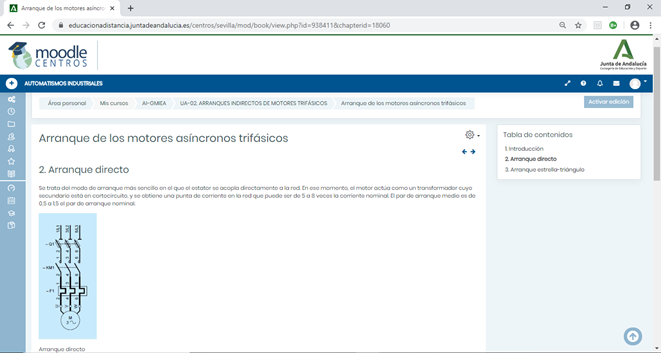 Arranque de los motores asíncro
educacionadistancia.juntadeandalucia.es/centros/sevilla/mod/book/view.php?id=938411&chapterid=18060
moodle
CENTROS
Junta de Andalucía
AUTOMATISMOS INDUSTRIALES
Área personal
Mis cursos
AI-GMIEA
UA-02. ARRANQUES INDIRECTOS DE MOTORES TRIFÁSICOS
Arranque de los motores asíncronos trifásicos
Activar edición
Arranque de los motores asíncronos trifásicos
2. Arranque directo
Se trata del modo de arranque más sencillo en el que el estator se acopla directamente a la red. En ese momento, el motor actúa como un transformador cuyo
secundario está en cortocircuito, y se obtiene una punta de corriente en la red que puede ser de 5 a 8 veces la corriente nominal. El par de arranque medio es de
0,5 a 1.5 el par de arranque nominal.
– KM1
– F1
M
3
Arranque directo
Tabla de contenidos
1. Introducción
2. Arranque directo
3. Arranque estrella-triángulo